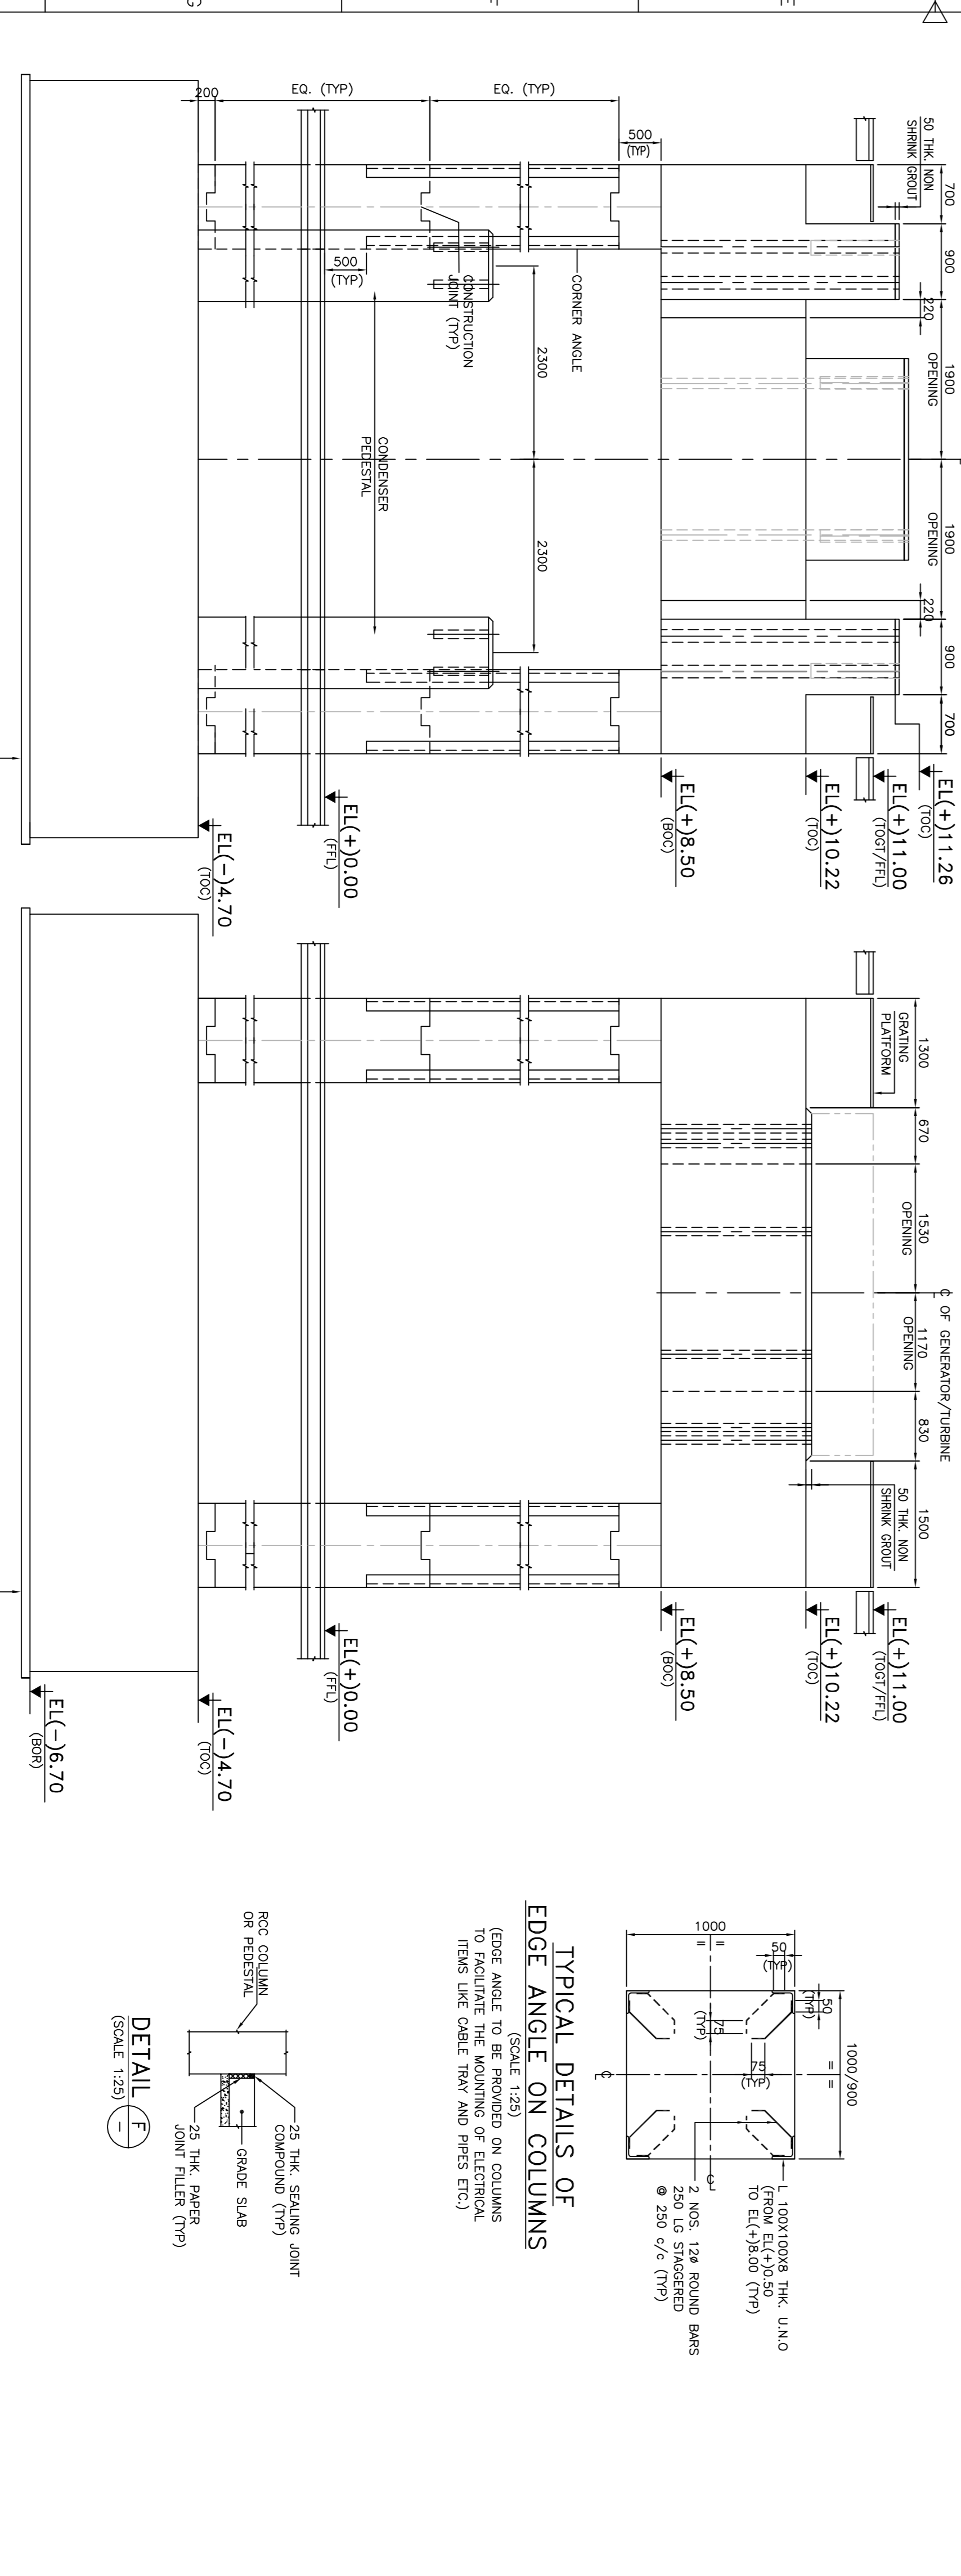 50 THK. NON
SHRINK GROUT
700
900
220
1900
OPENING
1900
OPENING
220
900
700
EL(+)11.26
(TOC)
EL(+)11.00
(TOGT/FFL)
EL(+)10.22
(TOC)
EL(+)8.50
(BOC)
500
(TYP)
EQ. (TYP)
EQ. (TYP)
200
CORNER ANGLE
2300
2300
CONSTRUCTION
JOINT (TYP)
500
(TYP)
CONDENSER
PEDESTAL
EL(+)0.00
(FFL)
EL(-)4.70
(TOC)
C OF GENERATOR/TURBINE
GRATING
PLATFORM
1300
670
1530
OPENING
1170
OPENING
830
1500
50 THK. NON
SHRINK GROUT
EL(+)11.00
(TOGT/FFL)
EL(+)10.22
(TOC)
EL(+)8.50
(BOC)
EL(+)0.00
(FFL)
EL(-)4.70
(TOC)
EL(-)6.70
(BOR)
1000/900
= =
1000
= =
50
(TYP)
50
(TYP)
75
(TYP)
75
(TYP)
C
C
L 100X100X8 THK. U.N.O
(FROM EL(+)0.50
TO EL(+)8.00 (TYP)
2 NOS. 12ø ROUND BARS
250 LG STAGGERED
@ 250 c/c (TYP)
TYPICAL DETAILS OF
EDGE ANGLE ON COLUMNS
(SCALE 1:25)
(EDGE ANGLE TO BE PROVIDED ON COLUMNS
TO FACILITATE THE MOUNTING OF ELECTRICAL
ITEMS LIKE CABLE TRAY AND PIPES ETC.)
RCC COLUMN
OR PEDESTAL
25 THK. SEALING JOINT
COMPOUND (TYP)
GRADE SLAB
25 THK. PAPER
JOINT FILLER (TYP)
DETAIL F
(SCALE 1:25) -